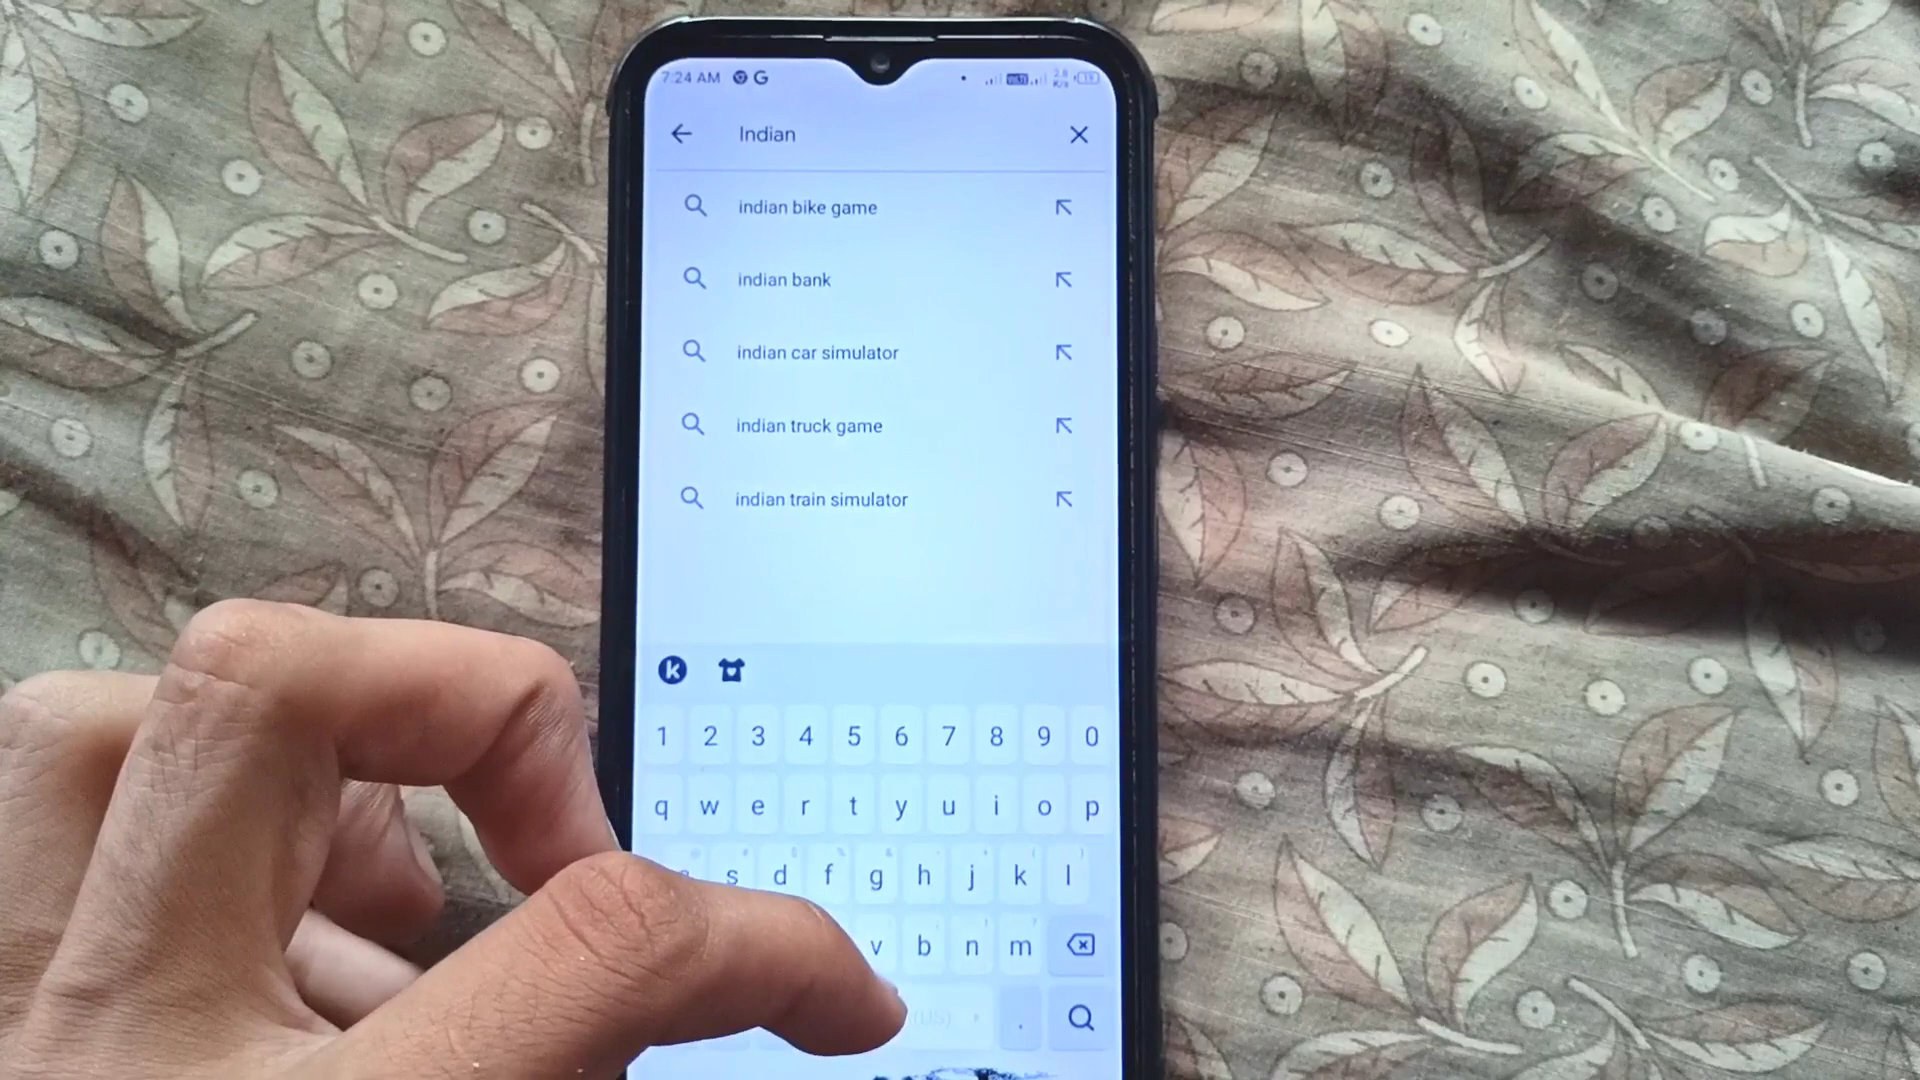 7:24 AM G
Indian
indian bike game
indian bank
indian car simulator
indian truck game
indian train simulator
k
1 2 3 4 5 6 7 8 9 0
q w e r t y u i o p
s d f g h j k l
v b n m
(US) .